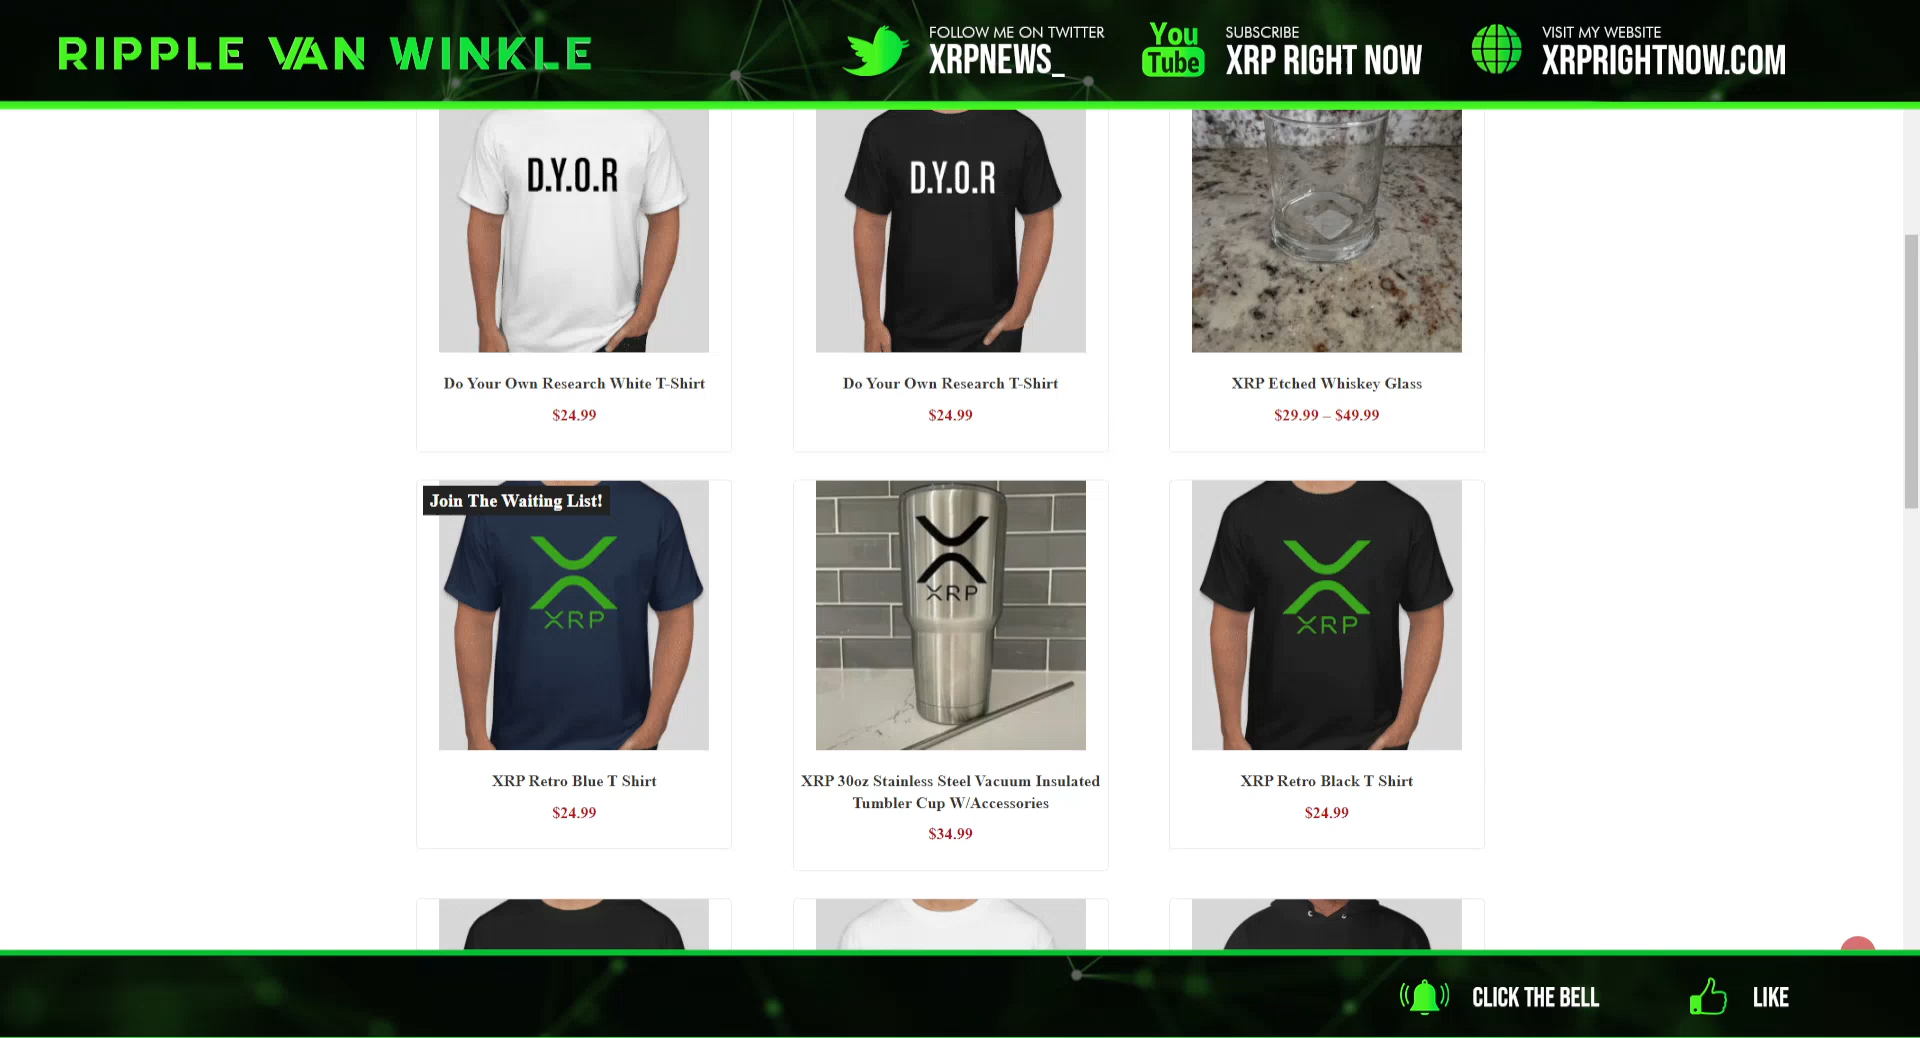 RIPPLE VAN WINKLE
FOLLOW ME ON TWITTER
XRPNEWS_
You
Tube
SUBSCRIBE
XRP RIGHT NOW
VISIT MY WEBSITE
XRPRIGHTNOW.COM
D.Y.O.R
D.Y.O.R
Do Your Own Research White T-Shirt
$24.99
Do Your Own Research T-Shirt
$24.99
XRP Etched Whiskey Glass
$29.99 – $49.99
Join The Waiting List!
XRP
XRP
XRP
XRP Retro Blue T Shirt
$24.99
XRP 30oz Stainless Steel Vacuum Insulated
Tumbler Cup W/Accessories
$34.99
XRP Retro Black T Shirt
$24.99
CLICK THE BELL
LIKE